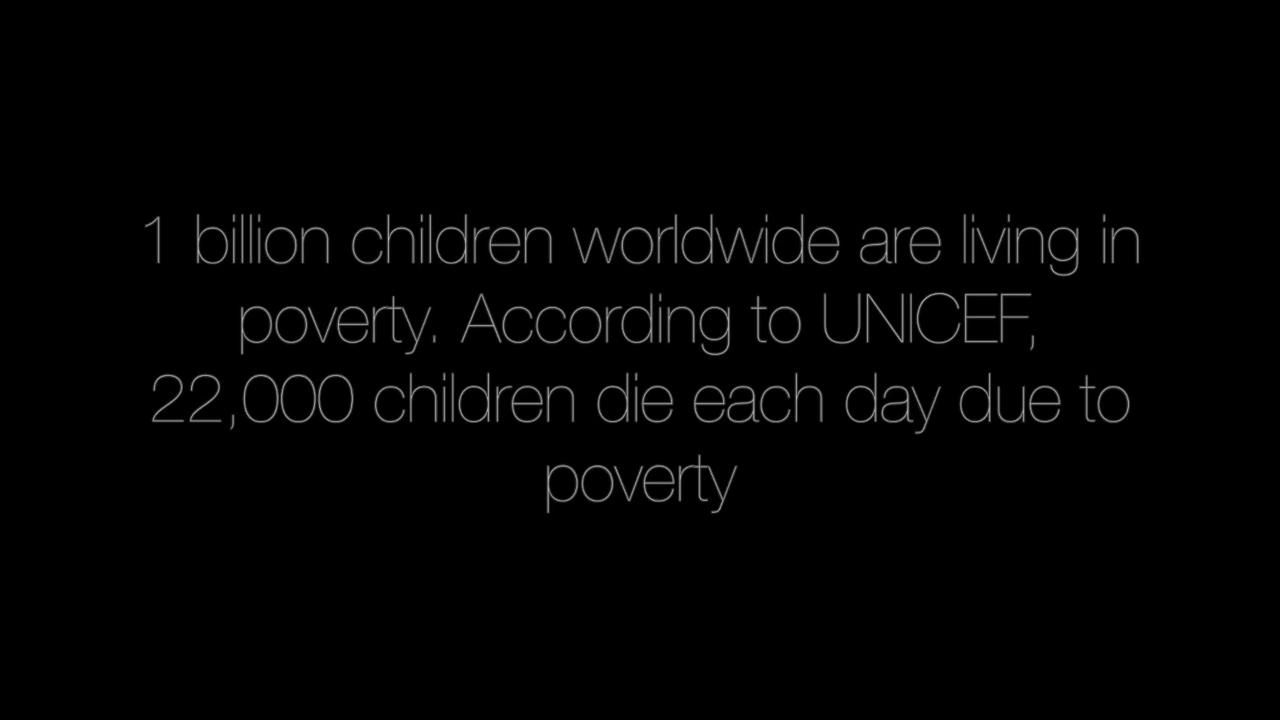 1 billion children worldwide are living in
poverty. According to UNICEF,
22,000 children die each day due to
poverty